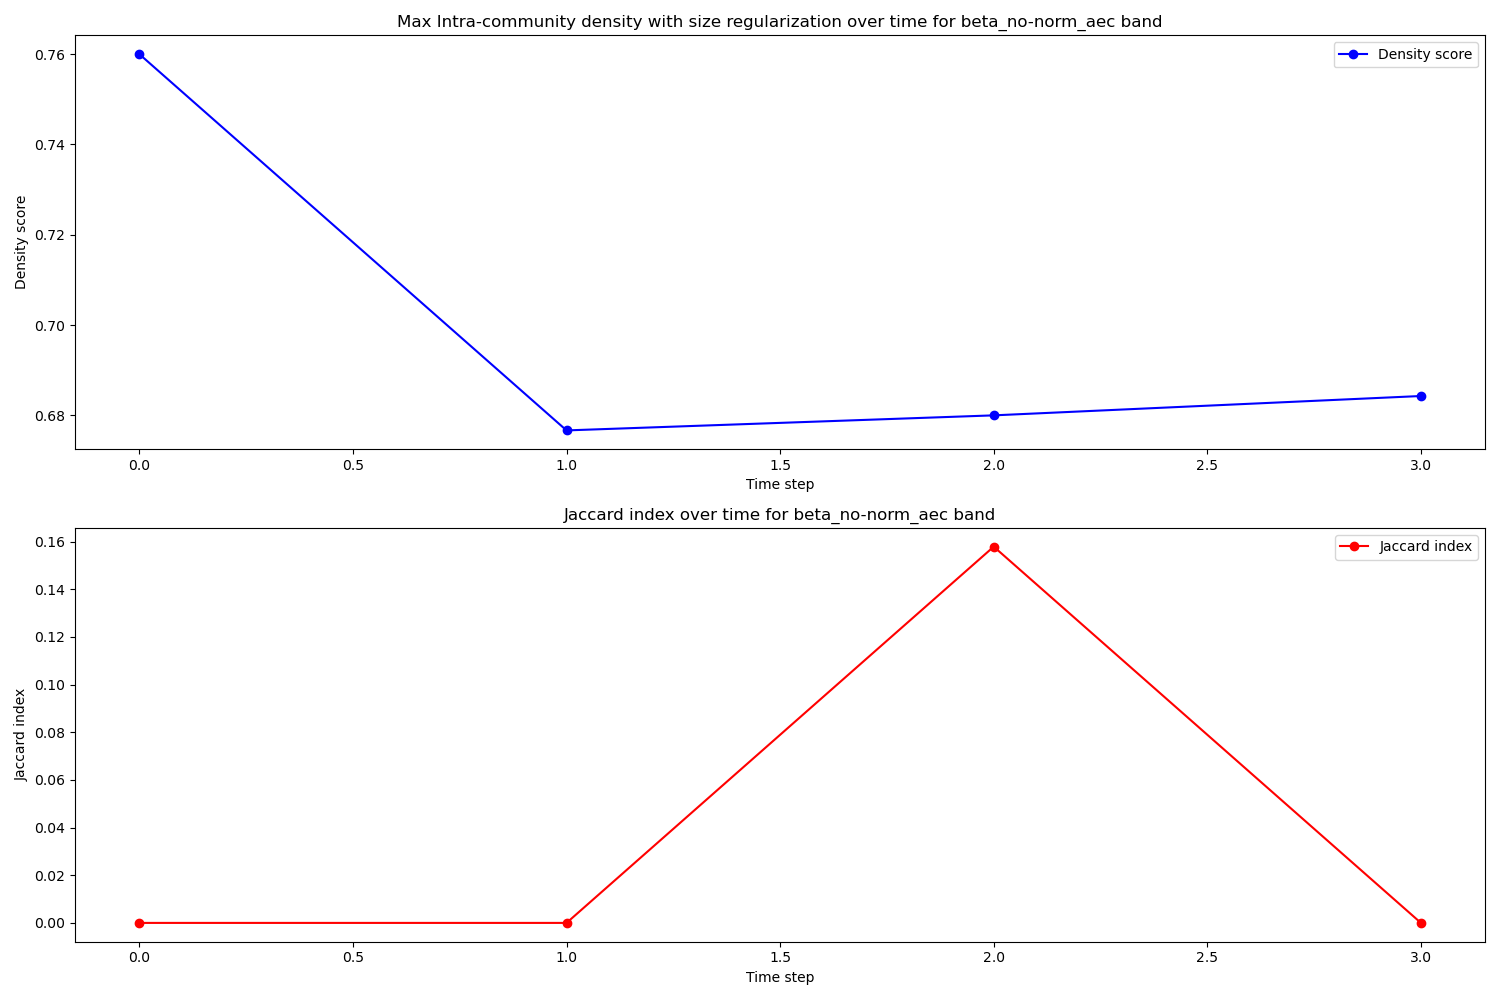 Max Intra-community density with size regularization over time for beta_no-norm_aec band
Density score
0.76
0.74
0.72
0.70
0.68
Density score
0.0 0.5 1.0 1.5 2.0 2.5 3.0
Time step
Jaccard index over time for beta_no-norm_aec band
Jaccard index
0.16
0.14
0.12
0.10
0.08
0.06
0.04
0.02
0.00
Jaccard index
0.0 0.5 1.0 1.5 2.0 2.5 3.0
Time step